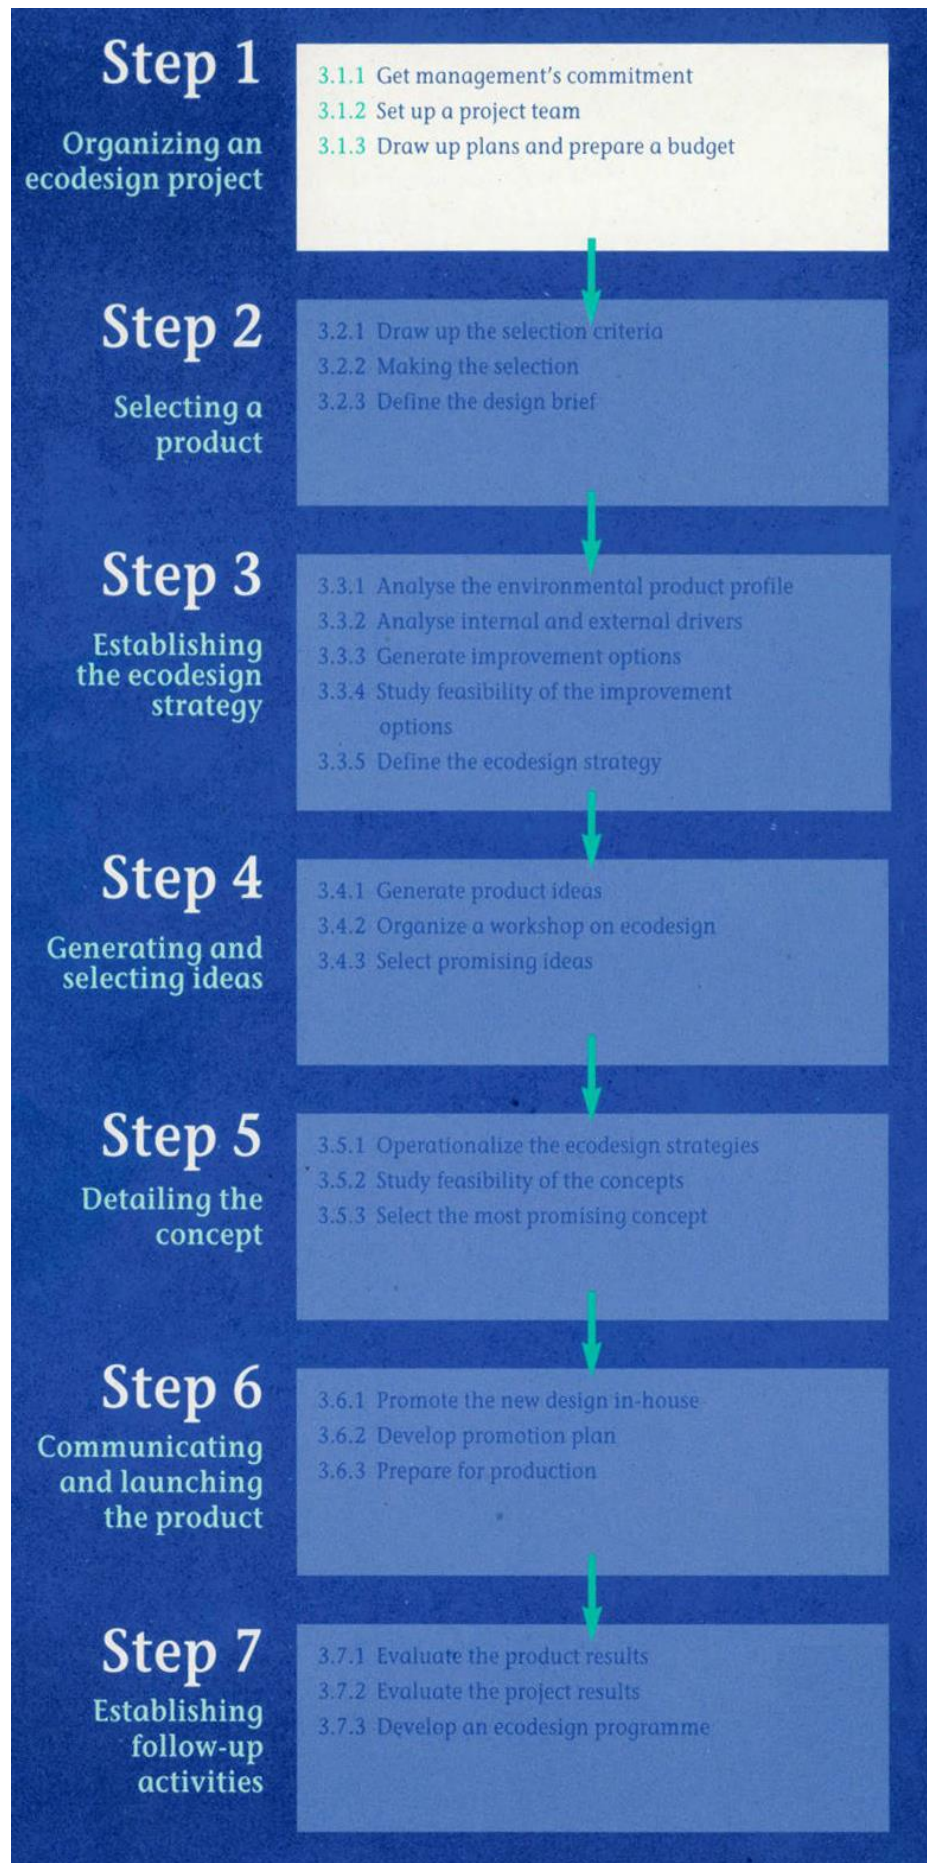 Step 1
Organizing an
ecodesign project
3.1.1 Get management's commitment
3.1.2 Set up a project team
3.1.3 Draw up plans and prepare a budget
Step 2
Selecting a
product
3.2.1 Draw up the selection criteria
3.2.2 Making the selection
3.2.3 Define the design brief
Step 3
Establishing
the ecodesign
strategy
3.3.1 Analyse the environmental product profile
3.3.2 Analyse internal and external drivers
3.3.3 Generate improvement options
3.3.4 Study feasibility of the improvement
options
3.3.5 Define the ecodesign strategy
Step 4
Generating and
selecting ideas
3.4.1 Generate product ideas
3.4.2 Organize a workshop on ecodesign
3.4.3 Select promising ideas
Step 5
Detailing the
concept
3.5.1 Operationalize the ecodesign strategies
3.5.2 Study feasibility of the concepts
3.5.3 Select the most promising concept
Step 6
Communicating
and launching
the product
3.6.1 Promote the new design in-house
3.6.2 Develop promotion plan
3.6.3 Prepare for production
Step 7
Establishing
follow-up
activities
3.7.1 Evaluate the product results
3.7.2 Evaluate the project results
3.7.3 Develop an ecodesign programme